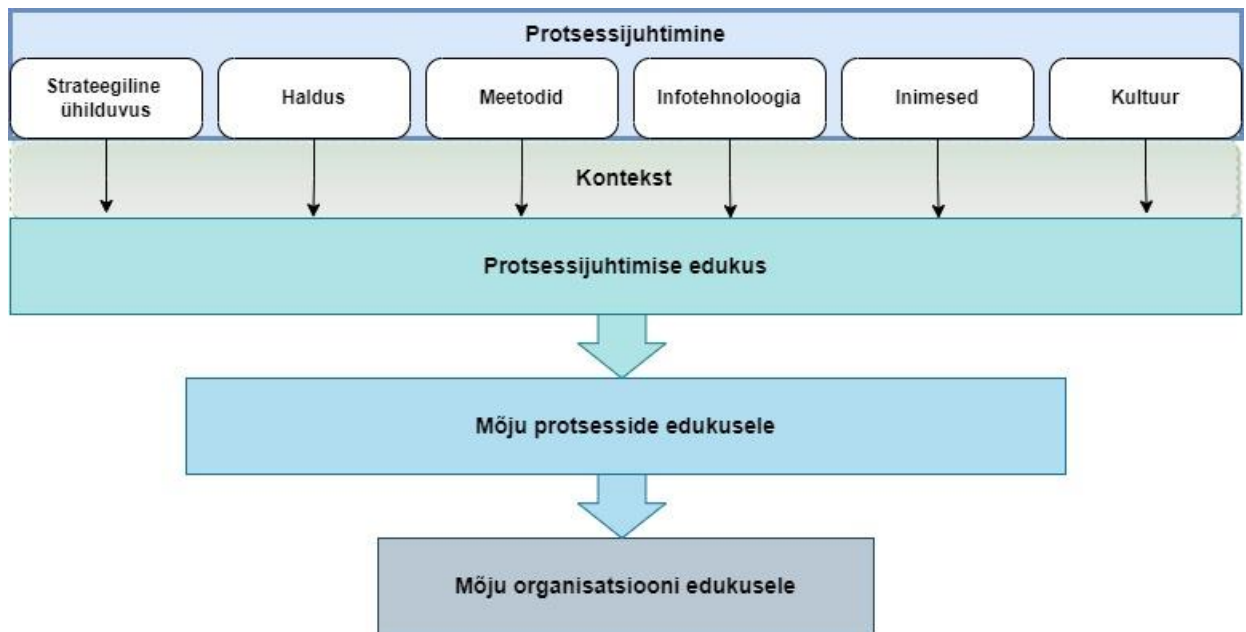 Protsessijuhtimine
Strateegiline
ühilduvus
Haldus
Meetodid
Infotehnoloogia
Inimesed
Kultuur
Kontekst
Protsessijuhtimise edukus
Mõju protsesside edukusele
Mõju organisatsiooni edukusele